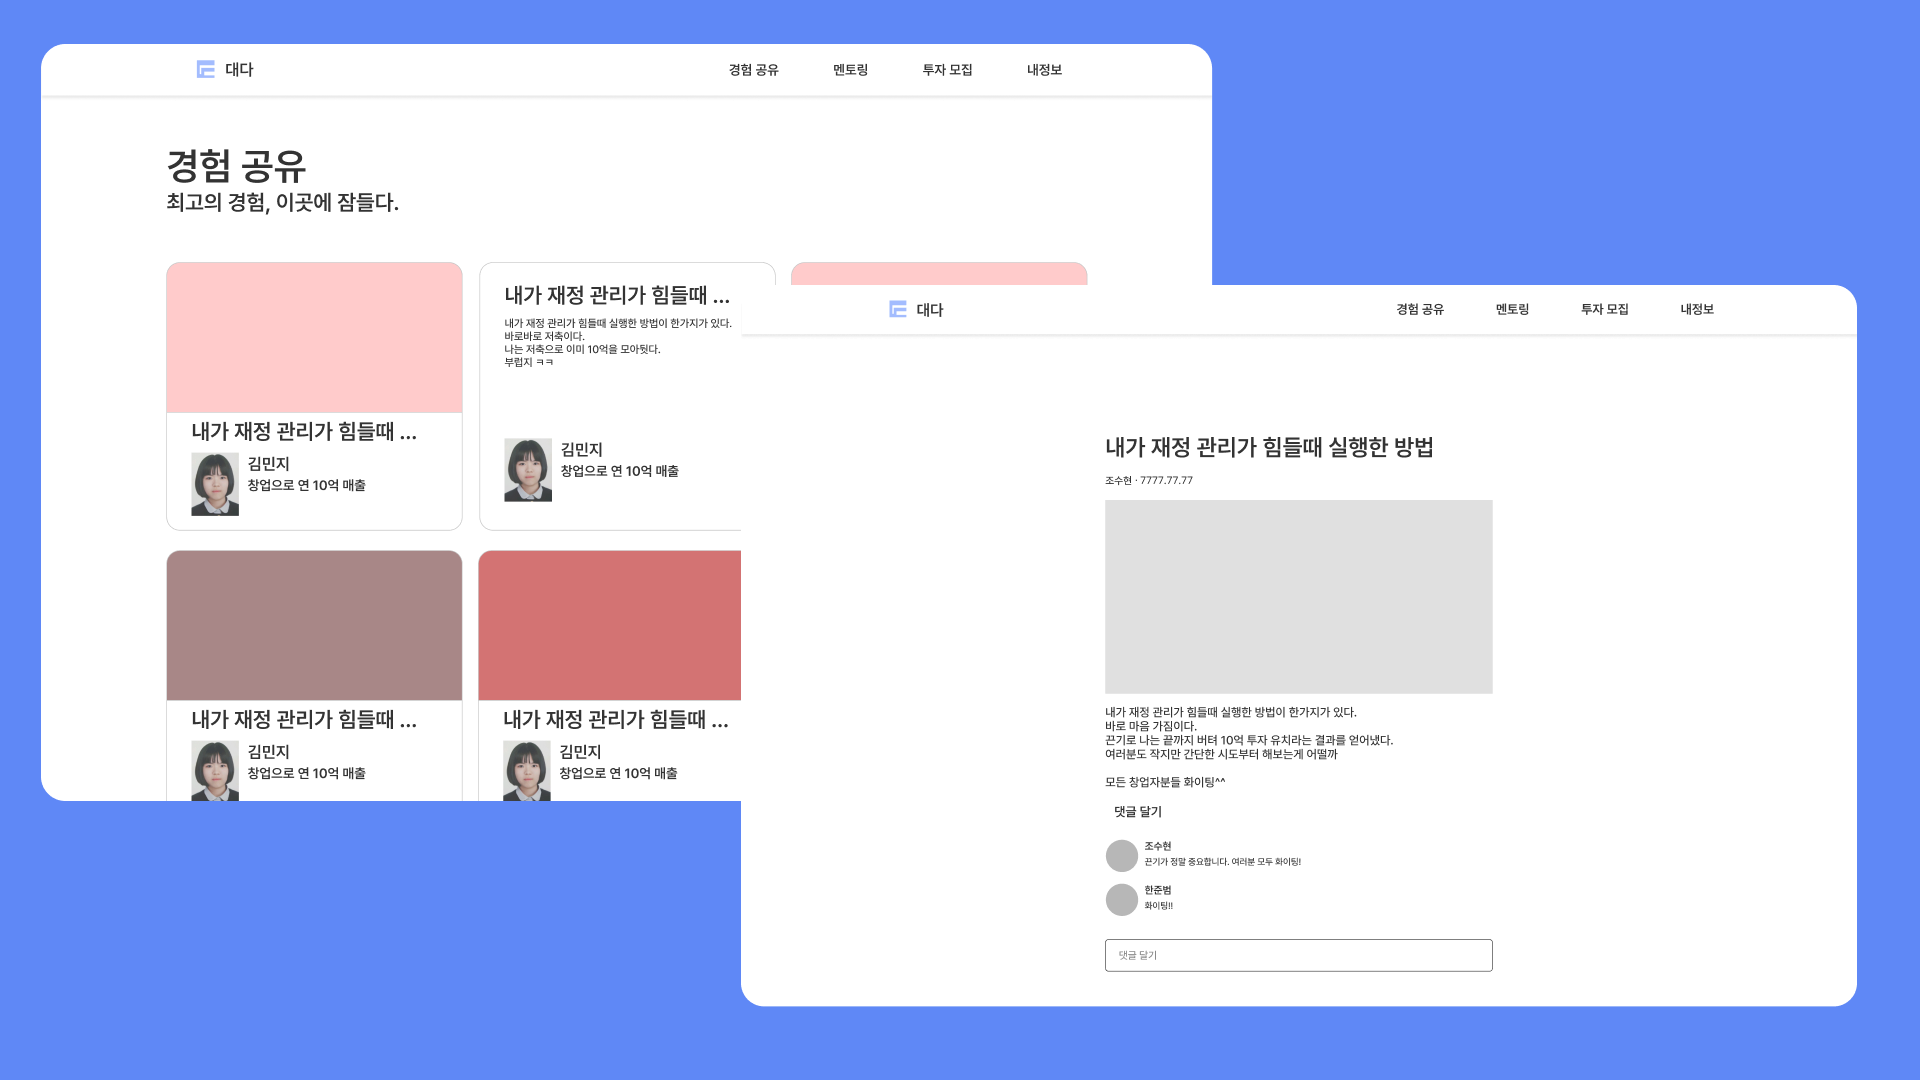 대다
경험 공유
멘토링
투자 모집
내정보
경험 공유
최고의 경험, 이곳에 잠들다.
내가 재정 관리가 힘들때 ...
김민지
창업으로 연 10억 매출
내가 재정 관리가 힘들때 ...
내가 재정 관리가 힘들때 실행한 방법이 한가지가 있다.
바로바로 저축이다.
나는 저축으로 이미 10억을 모아뒷다.
부럽지 ㅋㅋ
김민지
창업으로 연 10억 매출
내가 재정 관리가 힘들때 ...
김민지
창업으로 연 10억 매출
내가 재정 관리가 힘들때 ...
김민지
창업으로 연 10억 매출
대다
경험 공유
멘토링
투자 모집
내정보
내가 재정 관리가 힘들때 실행한 방법
조수현 · 7777.77.77
내가 재정 관리가 힘들때 실행한 방법이 한가지가 있다.
바로 마음 가짐이다.
끈기로 나는 끝까지 버텨 10억 투자 유치라는 결과를 얻어냈다.
여러분도 작지만 간단한 시도부터 해보는게 어떨까
모든 창업자분들 화이팅^^
댓글 달기
조수현
끈기가 정말 중요합니다. 여러분 모두 화이팅!
한준범
화이팅!!
댓글 달기